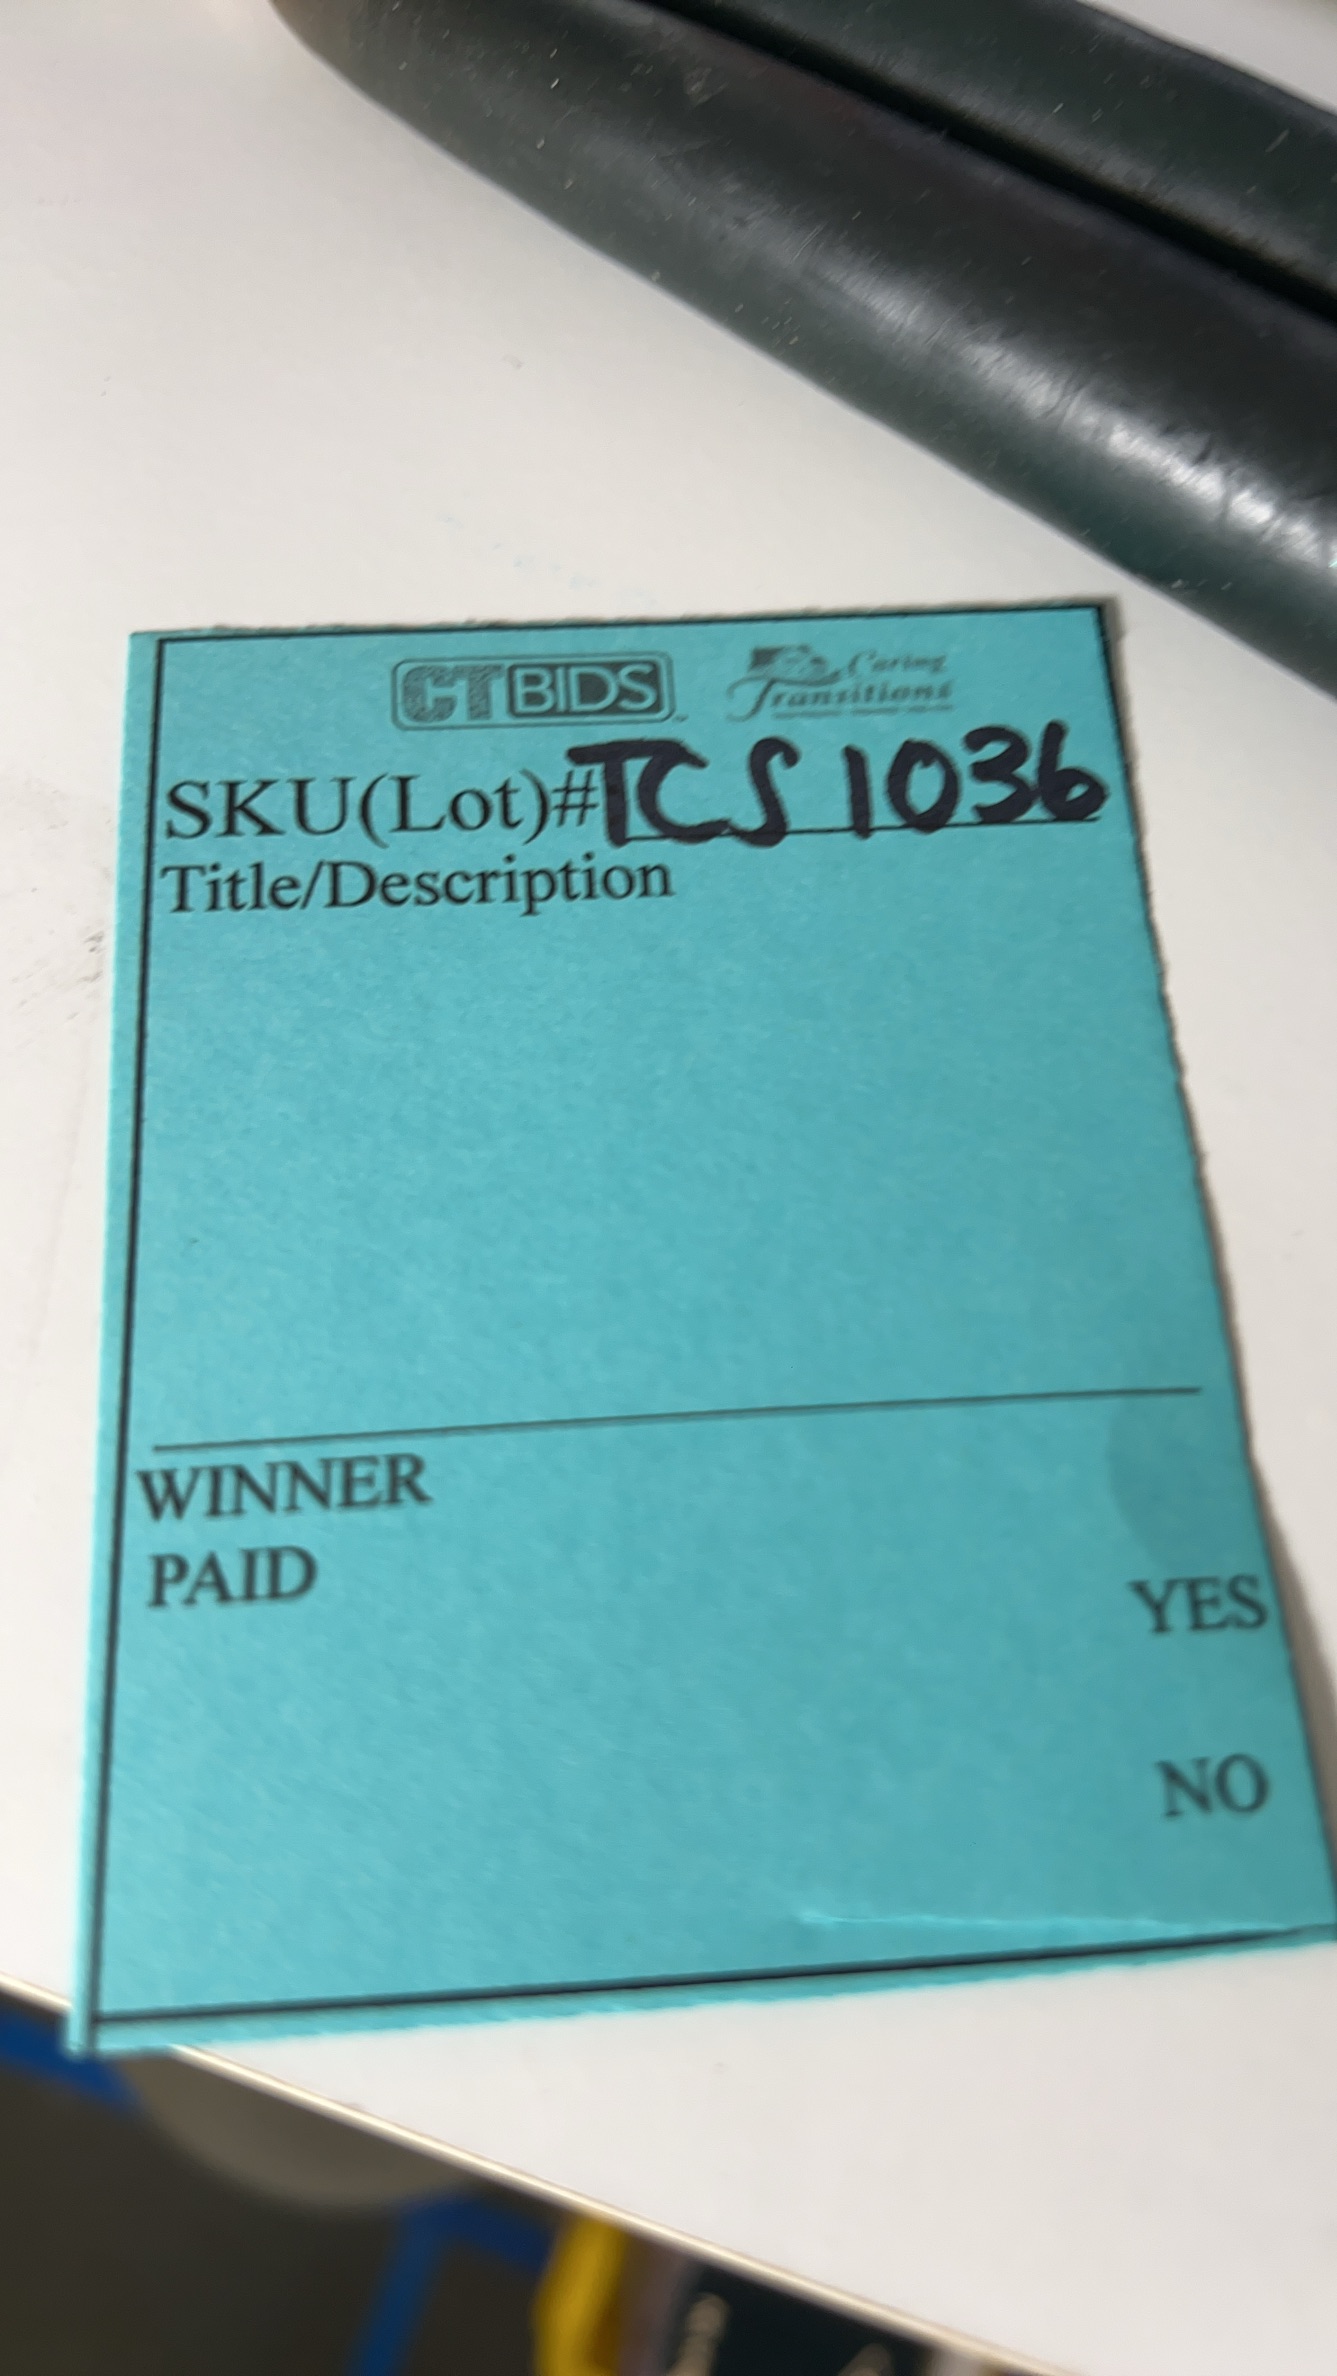 CTBIDS Caring
Transitions
SKU(Lot)#TCS 1036
Title/Description
WINNER
PAID
YES
NO